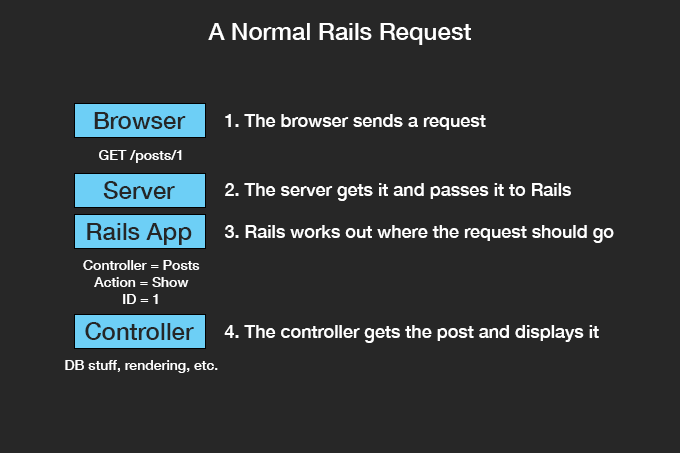 A Normal Rails Request
Browser
1. The browser sends a request
GET /posts/1
Server
2. The server gets it and passes it to Rails
Rails App
3. Rails works out where the request should go
Controller = Posts
Action = Show
ID = 1
Controller
4. The controller gets the post and displays it
DB stuff, rendering, etc.